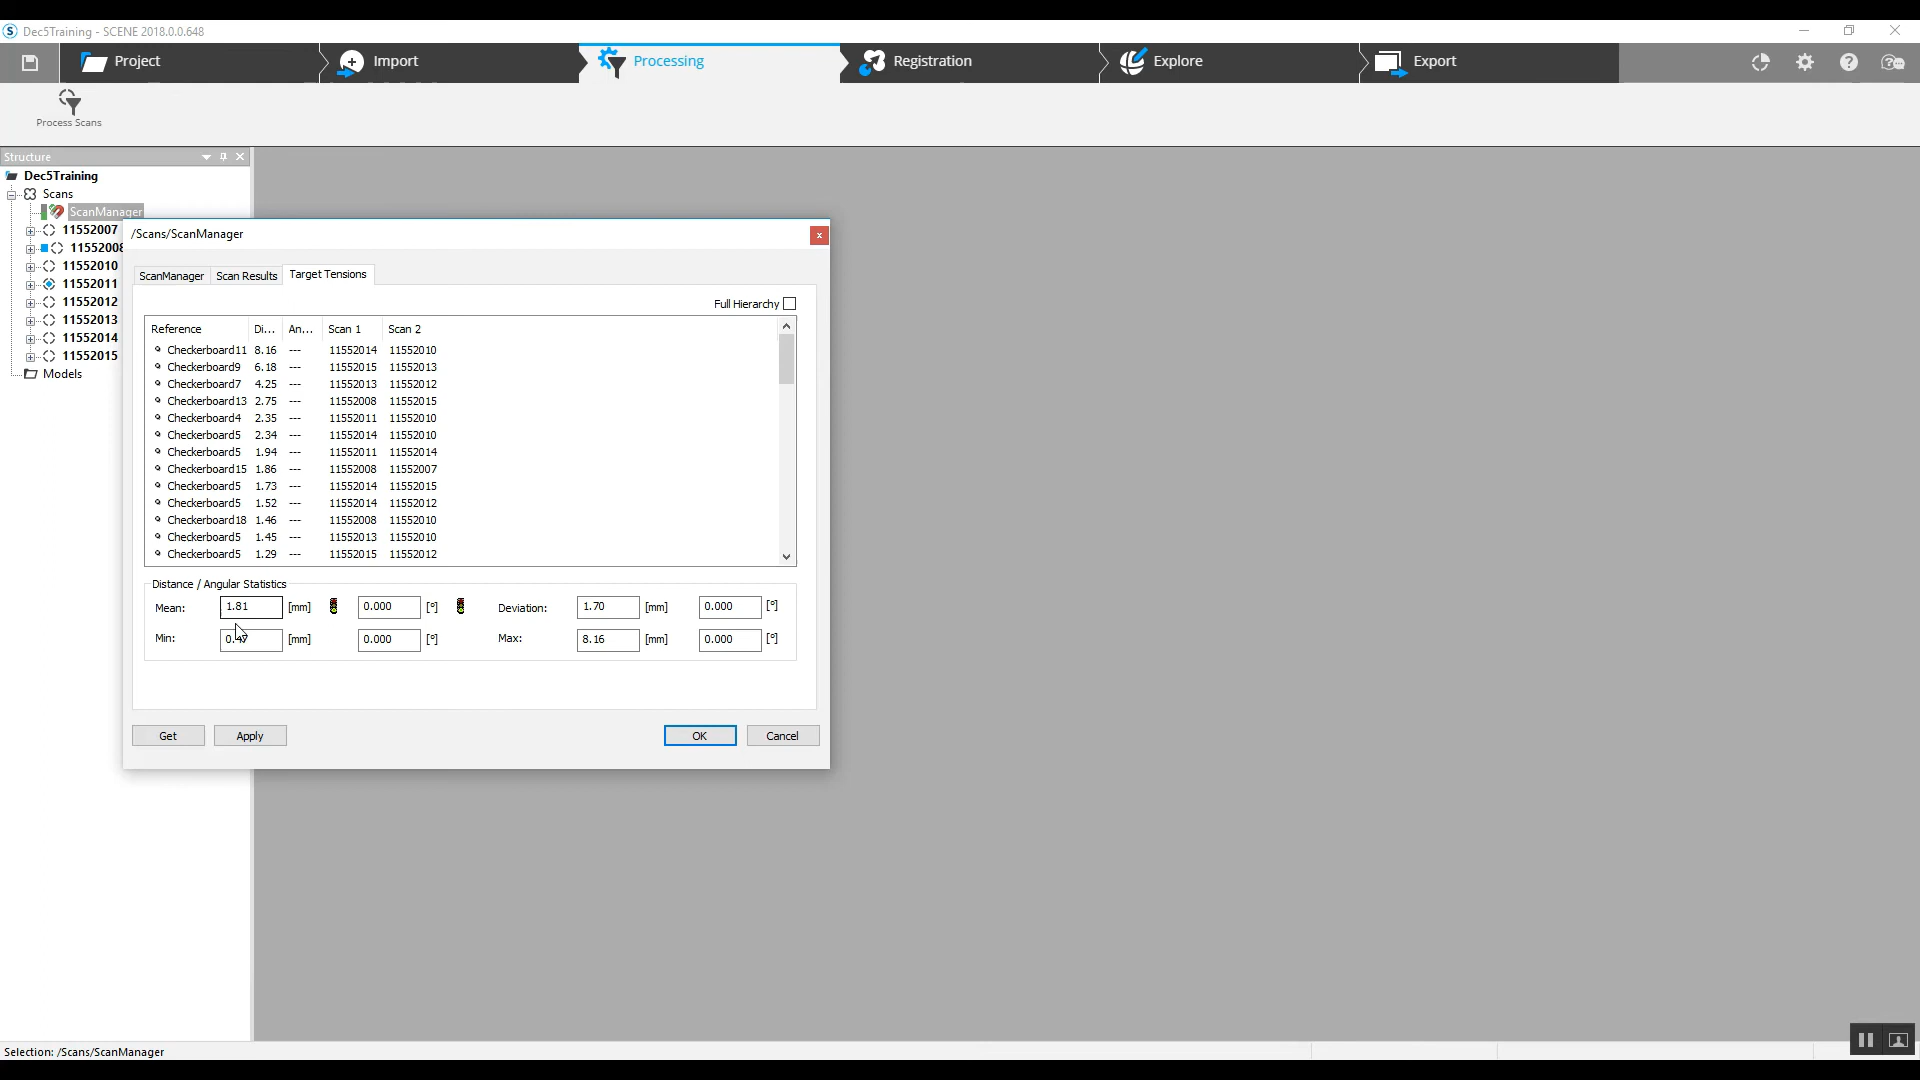 Dec5Training - SCENE 2018.0.0.648
Project Import Processing Registration Explore Export
Process Scans
Structure
Dec5Training
Scans
ScanManager
11552007
11552008
11552010
11552011
11552012
11552013
11552014
11552015
Models
/Scans/ScanManager
ScanManager Scan Results Target Tensions
Full Hierarchy
Reference Di... An... Scan 1 Scan 2
Checkerboard11 8.16 --- 11552014 11552010
Checkerboard9 6.18 --- 11552015 11552013
Checkerboard7 4.25 --- 11552013 11552012
Checkerboard13 2.75 --- 11552008 11552015
Checkerboard4 2.35 --- 11552011 11552010
Checkerboard5 2.34 --- 11552014 11552010
Checkerboard5 1.94 --- 11552011 11552014
Checkerboard15 1.86 --- 11552008 11552007
Checkerboard5 1.73 --- 11552014 11552015
Checkerboard5 1.52 --- 11552014 11552012
Checkerboard18 1.46 --- 11552008 11552010
Checkerboard5 1.45 --- 11552013 11552010
Checkerboard5 1.29 --- 11552015 11552012
Distance / Angular Statistics
Mean: 1.81 [mm] 0.000 [°] Deviation: 1.70 [mm] 0.000 [°]
Min: 0.47 [mm] 0.000 [°] Max: 8.16 [mm] 0.000 [°]
Get Apply OK Cancel
Selection: /Scans/ScanManager